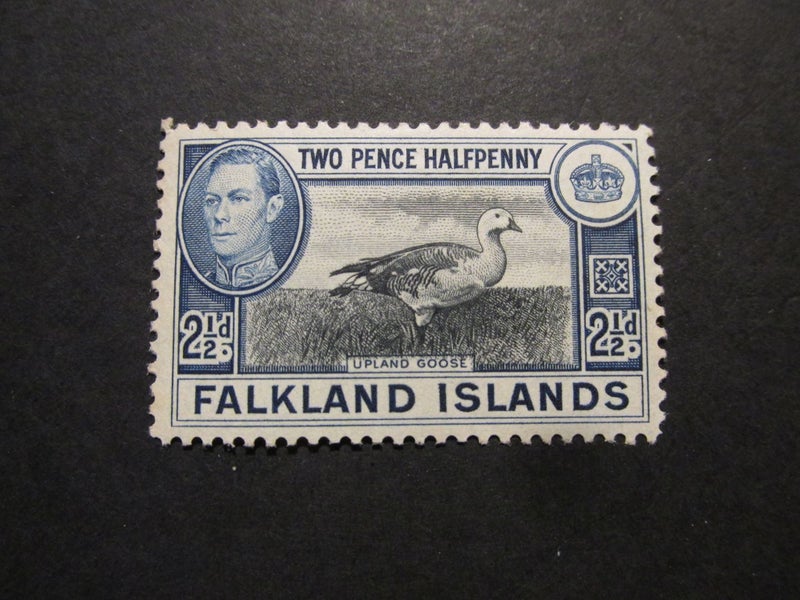 TWO PENCE HALFPENNY
2½d
2½d
UPLAND GOOSE
FALKLAND ISLANDS